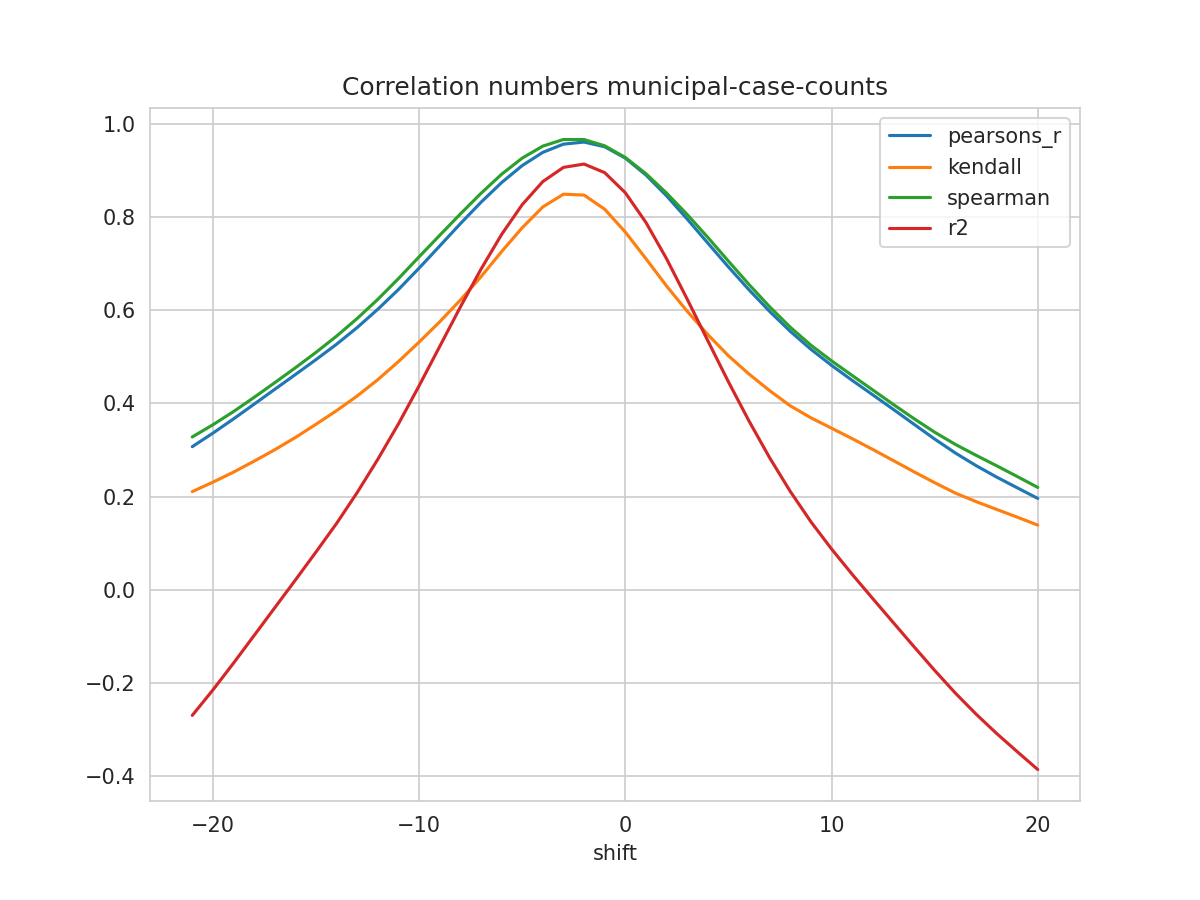 Correlation numbers municipal-case-counts
1.0
0.8
0.6
0.4
0.2
0.0
−0.2
−0.4
pearsons_r
kendall
spearman
r2
−20
−10
0
10
20
shift